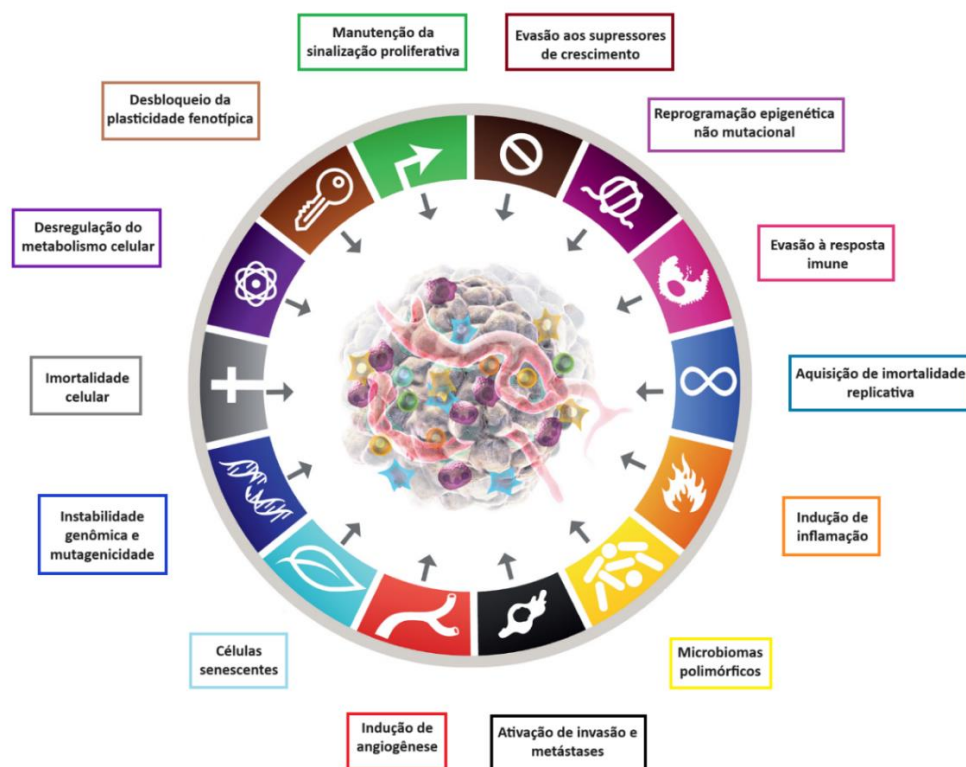 Manutenção da
sinalização proliferativa
Evasão aos supressores
de crescimento
Desbloqueio da
plasticidade fenotípica
Reprogramação epigenética
não mutacional
Desregulação do
metabolismo celular
Evasão à resposta
imune
Imortalidade
celular
Aquisição de imortalidade
replicativa
Instabilidade
genômica e
mutagenicidade
Indução de
inflamação
Células
senescentes
Microbiomas
polimórficos
Indução de
angiogênese
Ativação de invasão e
metástases